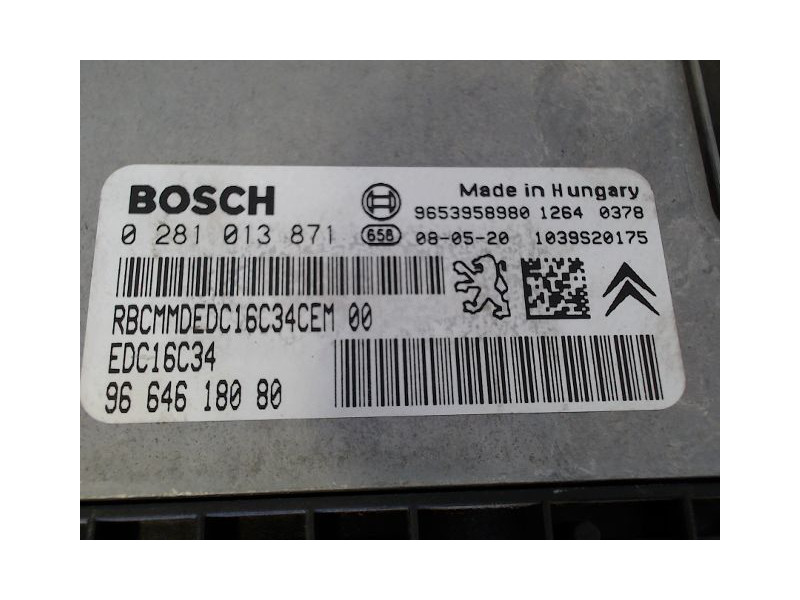 BOSCH
Made in Hungary
9653958980 1264 0378
0 281 013 871
658 08-05-20 1039S20175
RBCMMDEDC16C34CEM 00
EDC16C34
96 646 180 80